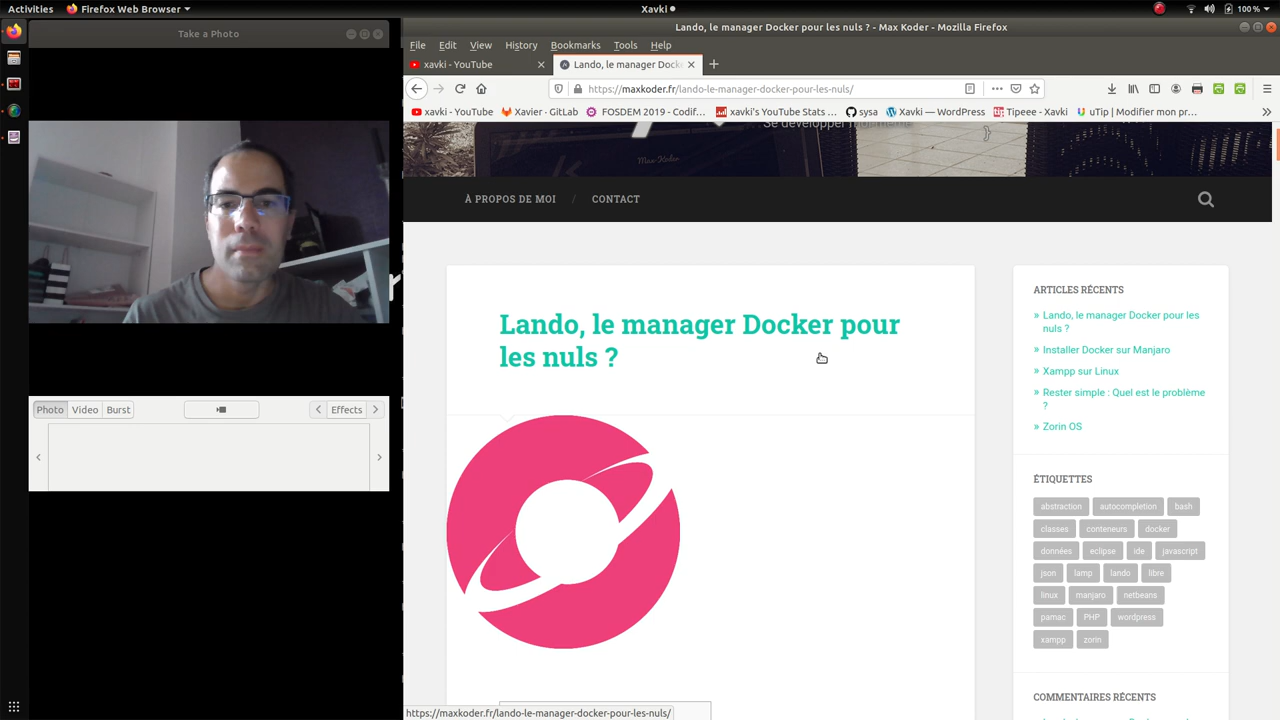 Activities
Firefox Web Browser
Xavki
100 %
Take a Photo
Photo
Video
Burst
Effects
Lando, le manager Docker pour les nuls ? - Max Koder - Mozilla Firefox
File Edit View History Bookmarks Tools Help
xavki - YouTube
Lando, le manager Dock
https://maxkoder.fr/lando-le-manager-docker-pour-les-nuls/
xavki - YouTube
Xavier · GitLab
FOSDEM 2019 - Codif…
xavki's YouTube Stats …
sysa
Xavki — WordPress
Tipeee - Xavki
uTip | Modifier mon pr…
Max Koder
À PROPOS DE MOI / CONTACT
Lando, le manager Docker pour
les nuls ?
ARTICLES RÉCENTS
» Lando, le manager Docker pour les
nuls ?
» Installer Docker sur Manjaro
» Xampp sur Linux
» Rester simple : Quel est le problème
?
» Zorin OS
ÉTIQUETTES
abstraction autocompletion bash
classes conteneurs docker
données eclipse ide javascript
json lamp lando libre
linux manjaro netbeans
pamac PHP wordpress
xampp zorin
COMMENTAIRES RÉCENTS
https://maxkoder.fr/lando-le-manager-docker-pour-les-nuls/